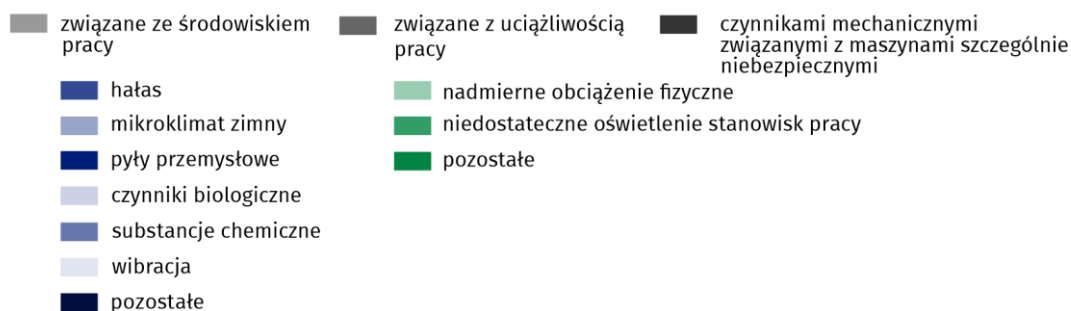 związane ze środowiskiem
pracy
związane z uciążliwością
pracy
czynnikami mechanicznymi
związanymi z maszynami szczególnie
niebezpiecznymi
hałas
mikroklimat zimny
pyły przemysłowe
czynniki biologiczne
substancje chemiczne
wibracja
pozostałe
nadmierne obciążenie fizyczne
niedostateczne oświetlenie stanowisk pracy
pozostałe